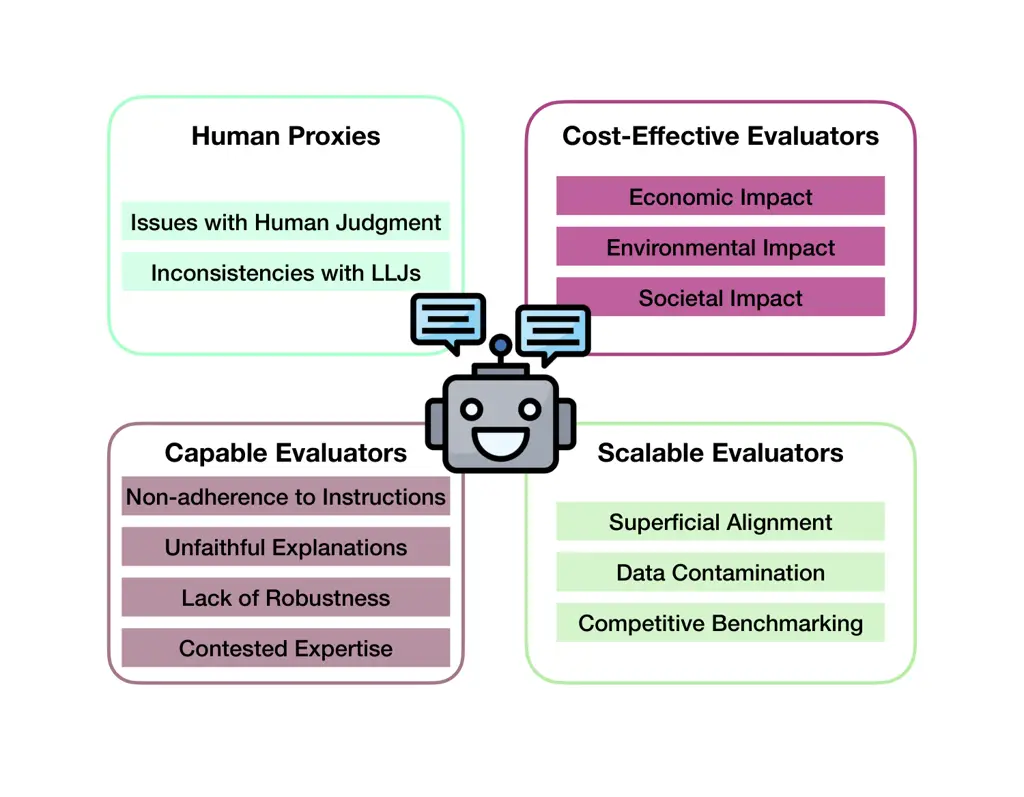 Human Proxies
Issues with Human Judgment
Inconsistencies with LLJs
Cost-Effective Evaluators
Economic Impact
Environmental Impact
Societal Impact
Capable Evaluators
Non-adherence to Instructions
Unfaithful Explanations
Lack of Robustness
Contested Expertise
Scalable Evaluators
Superficial Alignment
Data Contamination
Competitive Benchmarking